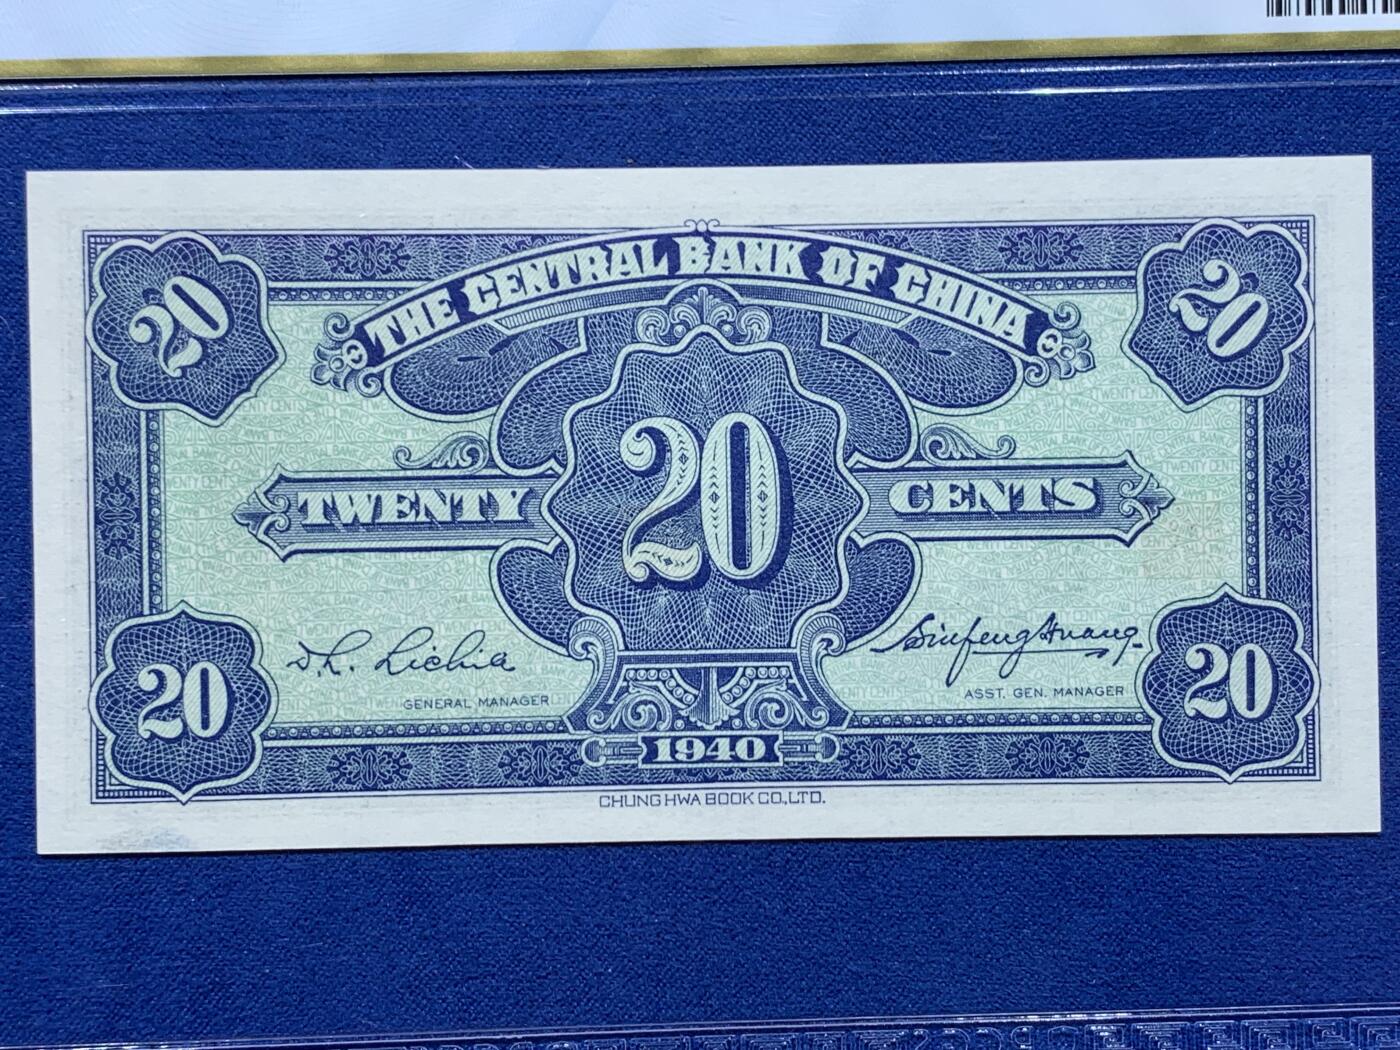 THE CENTRAL BANK OF CHINA
20 20
20
TWENTY CENTS
GENERAL MANAGER
ASST. GEN. MANAGER
20 20
1940
CHUNG HWA BOOK CO., LTD.